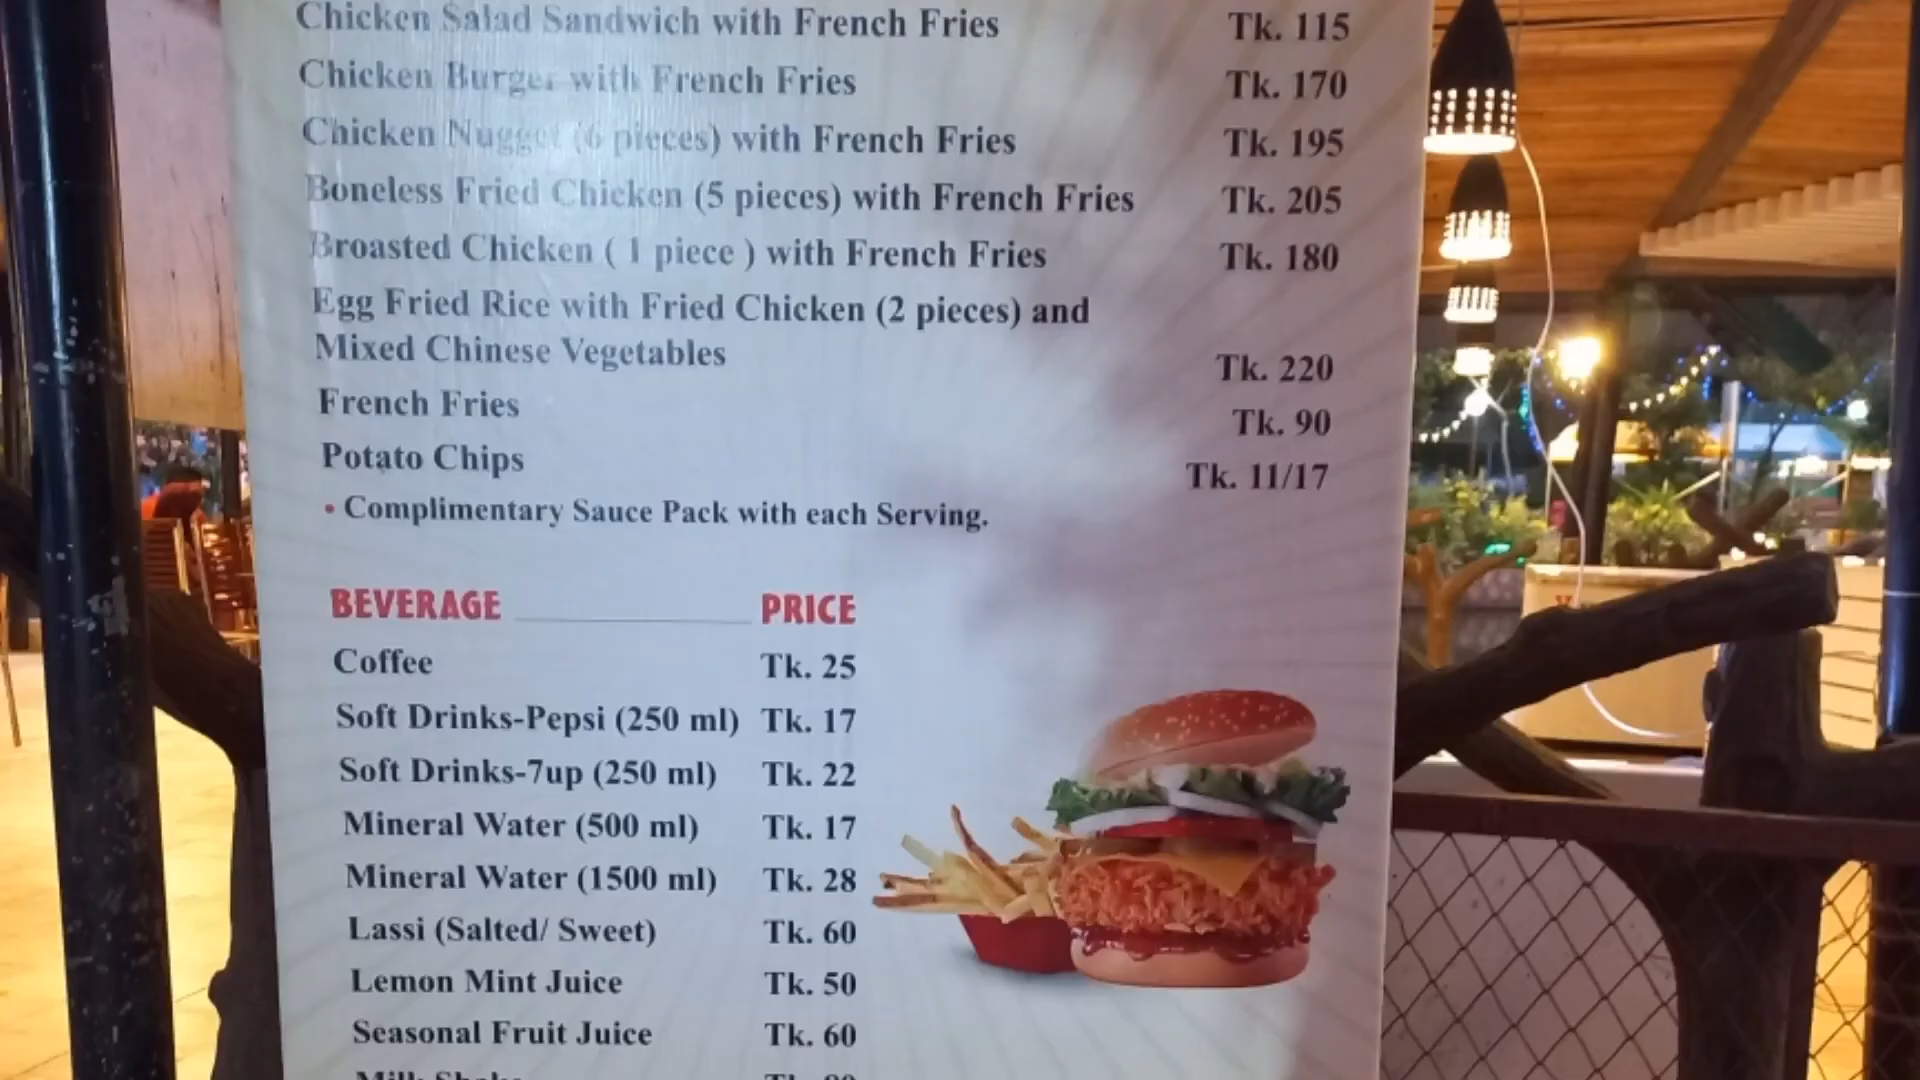 Chicken Salad Sandwich with French Fries Tk. 115
Chicken Burger with French Fries Tk. 170
Chicken Nugget (6 pieces) with French Fries Tk. 195
Boneless Fried Chicken (5 pieces) with French Fries Tk. 205
Broasted Chicken ( 1 piece ) with French Fries Tk. 180
Egg Fried Rice with Fried Chicken (2 pieces) and
Mixed Chinese Vegetables Tk. 220
French Fries Tk. 90
Potato Chips Tk. 11/17
• Complimentary Sauce Pack with each Serving.
BEVERAGE PRICE
Coffee Tk. 25
Soft Drinks-Pepsi (250 ml) Tk. 17
Soft Drinks-7up (250 ml) Tk. 22
Mineral Water (500 ml) Tk. 17
Mineral Water (1500 ml) Tk. 28
Lassi (Salted/ Sweet) Tk. 60
Lemon Mint Juice Tk. 50
Seasonal Fruit Juice Tk. 60
Milk Shake